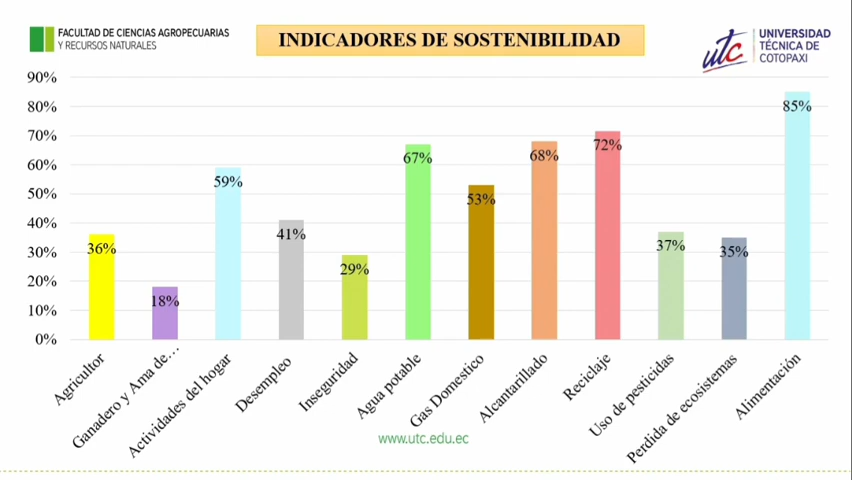 FACULTAD DE CIENCIAS AGROPECUARIAS
Y RECURSOS NATURALES
INDICADORES DE SOSTENIBILIDAD
utc
UNIVERSIDAD
TÉCNICA DE
COTOPAXI
90%
80%
70%
60%
50%
40%
30%
20%
10%
0%
36%
18%
59%
41%
29%
67%
53%
68%
72%
37%
35%
85%
Agricultor
Ganadero y Ama de…
Actividades del hogar
Desempleo
Inseguridad
Agua potable
Gas Domestico
Alcantarillado
Reciclaje
Uso de pesticidas
Perdida de ecosistemas
Alimentación
www.utc.edu.ec